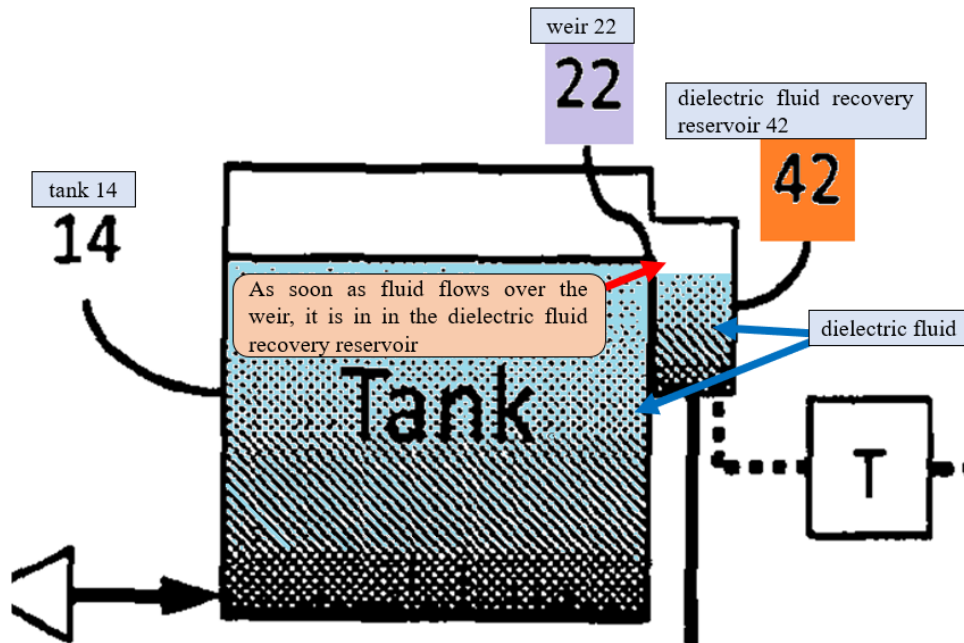 weir 22
22
dielectric fluid recovery
reservoir 42
42
tank 14
14
As soon as fluid flows over the
weir, it is in in the dielectric fluid
recovery reservoir
dielectric fluid
Tank
T